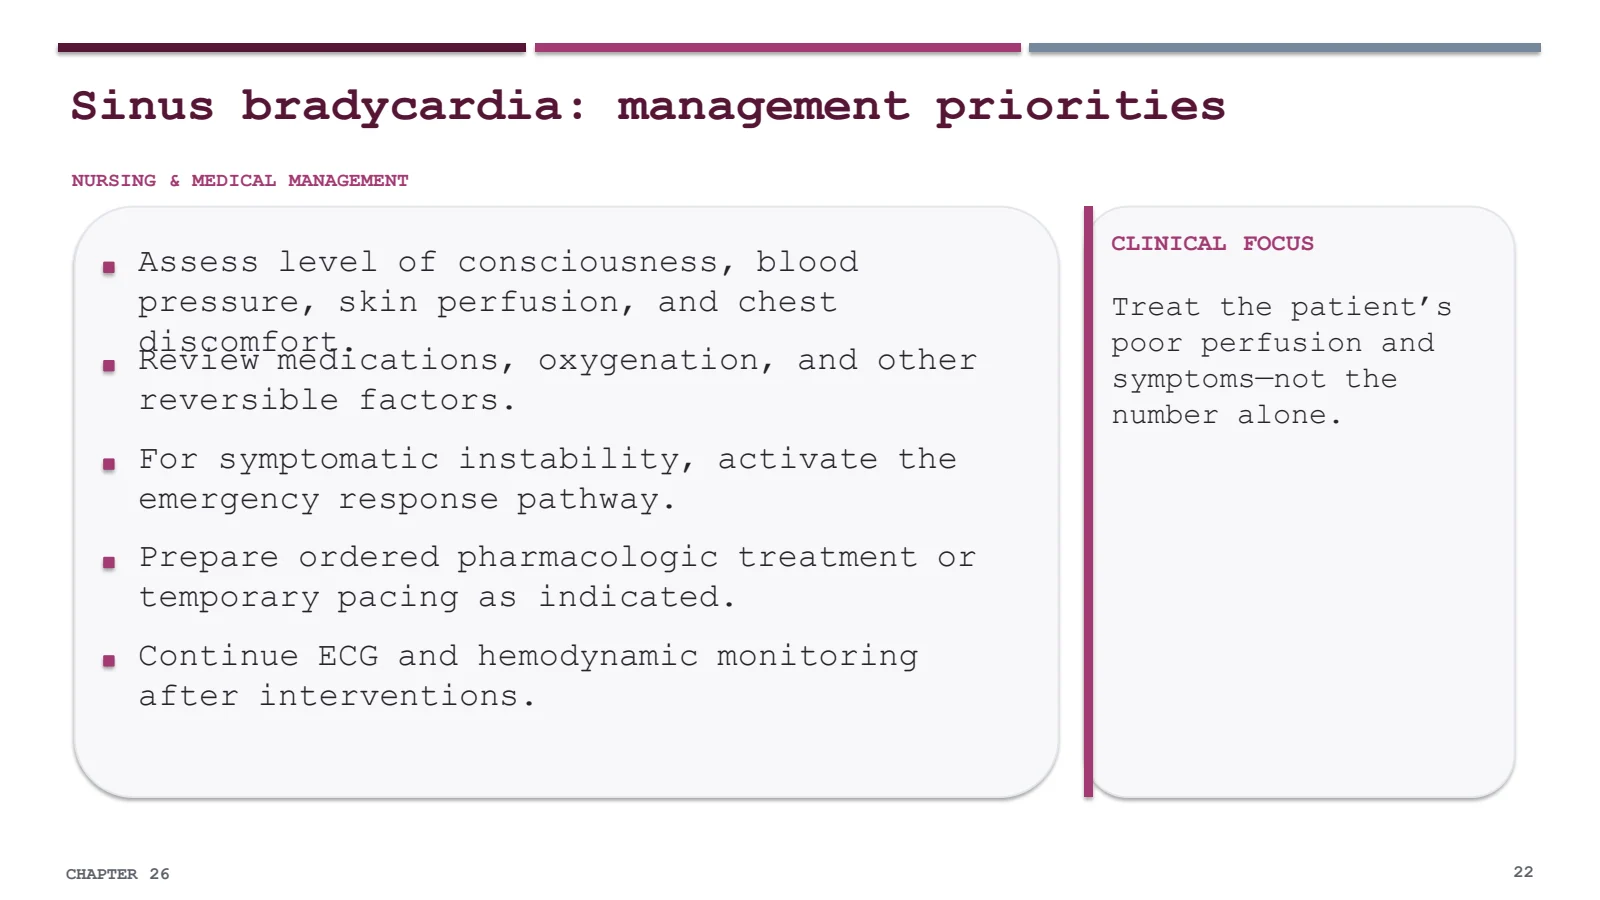 Sinus bradycardia: management priorities
NURSING & MEDICAL MANAGEMENT
Assess level of consciousness, blood
pressure, skin perfusion, and chest
discomfort.
Review medications, oxygenation, and other
reversible factors.
For symptomatic instability, activate the
emergency response pathway.
Prepare ordered pharmacologic treatment or
temporary pacing as indicated.
Continue ECG and hemodynamic monitoring
after interventions.
CLINICAL FOCUS
Treat the patient’s
poor perfusion and
symptoms—not the
number alone.
CHAPTER 26
22